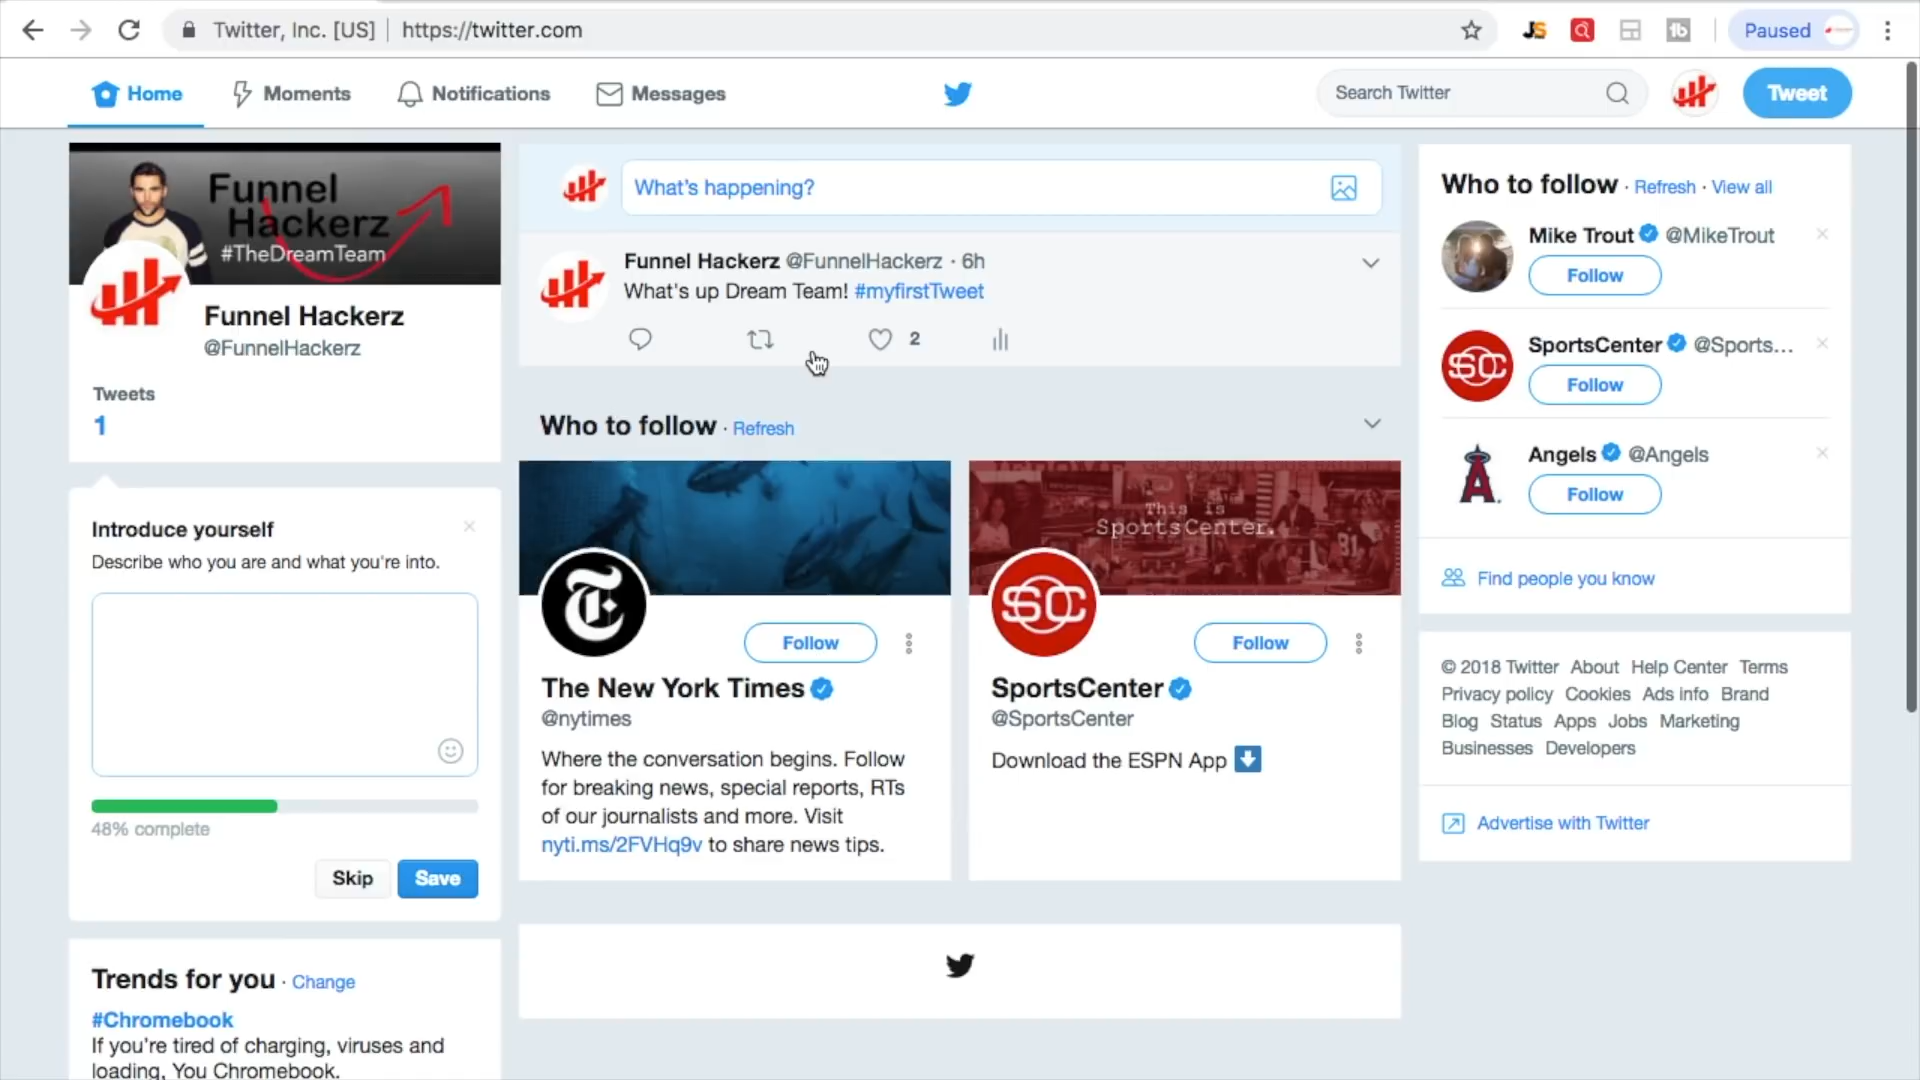 Twitter, Inc. [US] | https://twitter.com
JS
tb
Paused
Home
Moments
Notifications
Messages
Search Twitter
Tweet
Funnel
Hackerz
#TheDreamTeam
Funnel Hackerz
@FunnelHackerz
Tweets
1
Introduce yourself
Describe who you are and what you're into.
48% complete
Skip
Save
Trends for you · Change
#Chromebook
If you're tired of charging, viruses and
loading, You Chromebook.
What's happening?
Funnel Hackerz @FunnelHackerz · 6h
What's up Dream Team! #myfirstTweet
2
Who to follow · Refresh
Follow
The New York Times
@nytimes
Where the conversation begins. Follow
for breaking news, special reports, RTs
of our journalists and more. Visit
nyti.ms/2FVHq9v to share news tips.
This is
SportsCenter.
SC
Follow
SportsCenter
@SportsCenter
Download the ESPN App
Who to follow · Refresh · View all
Mike Trout @MikeTrout
Follow
SC
SportsCenter @Sports...
Follow
A
Angels @Angels
Follow
Find people you know
© 2018 Twitter About Help Center Terms
Privacy policy Cookies Ads info Brand
Blog Status Apps Jobs Marketing
Businesses Developers
Advertise with Twitter